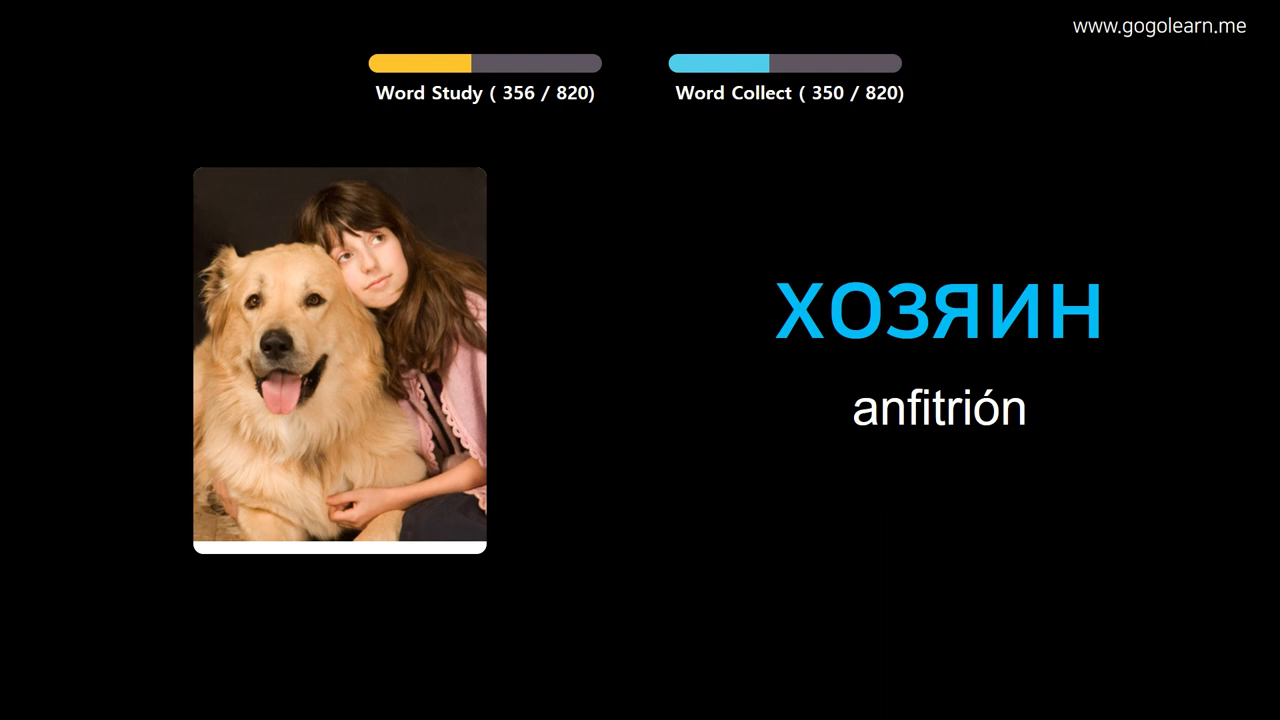 www.gogolearn.me
Word Study ( 356 / 820)
Word Collect ( 350 / 820)
хозяин
anfitrión